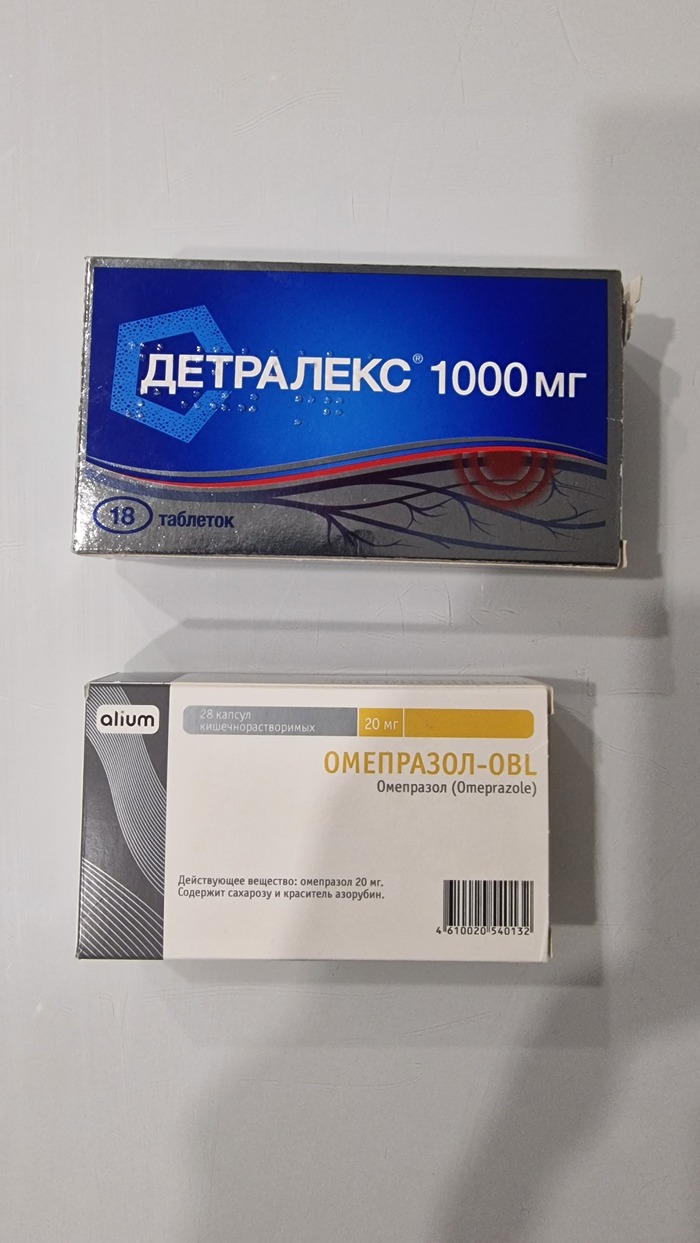 ДЕТРАЛЕКС® 1000 мг
18 таблеток
alium
28 капсул
кишечнорастворимых
20 мг
ОМЕПРАЗОЛ-OBL
Омепразол (Omeprazole)
Действующее вещество: омепразол 20 мг.
Содержит сахарозу и краситель азорубин.
4 610020 540132